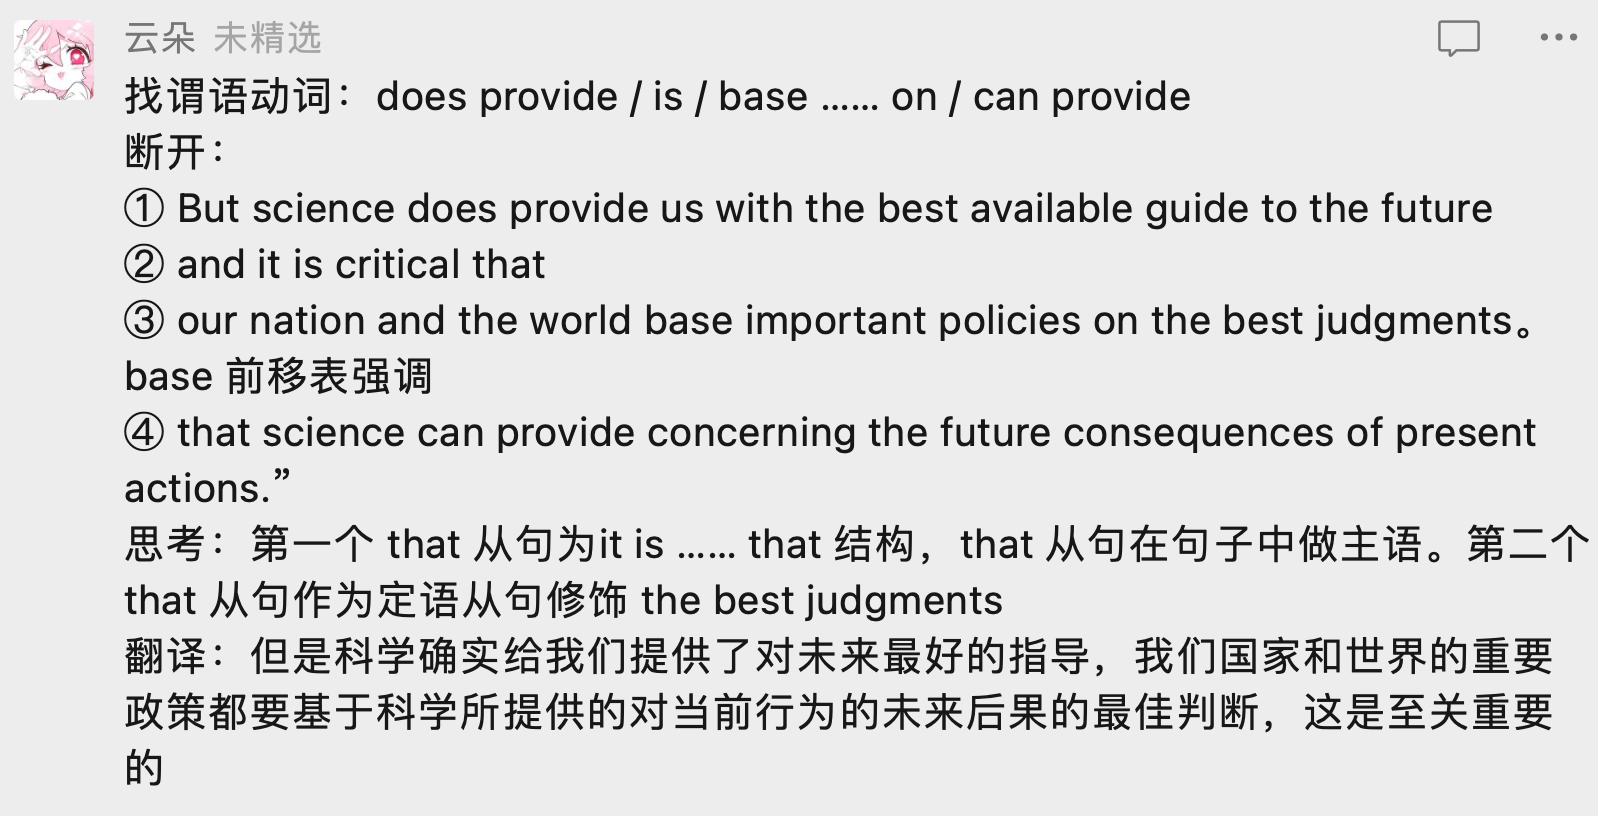 云朵 未精选
找谓语动词：does provide / is / base …… on / can provide
断开：
① But science does provide us with the best available guide to the future
② and it is critical that
③ our nation and the world base important policies on the best judgments。
base 前移表强调
④ that science can provide concerning the future consequences of present
actions.”
思考：第一个 that 从句为it is …… that 结构，that 从句在句子中做主语。第二个
that 从句作为定语从句修饰 the best judgments
翻译：但是科学确实给我们提供了对未来最好的指导，我们国家和世界的重要
政策都要基于科学所提供的对当前行为的未来后果的最佳判断，这是至关重要
的